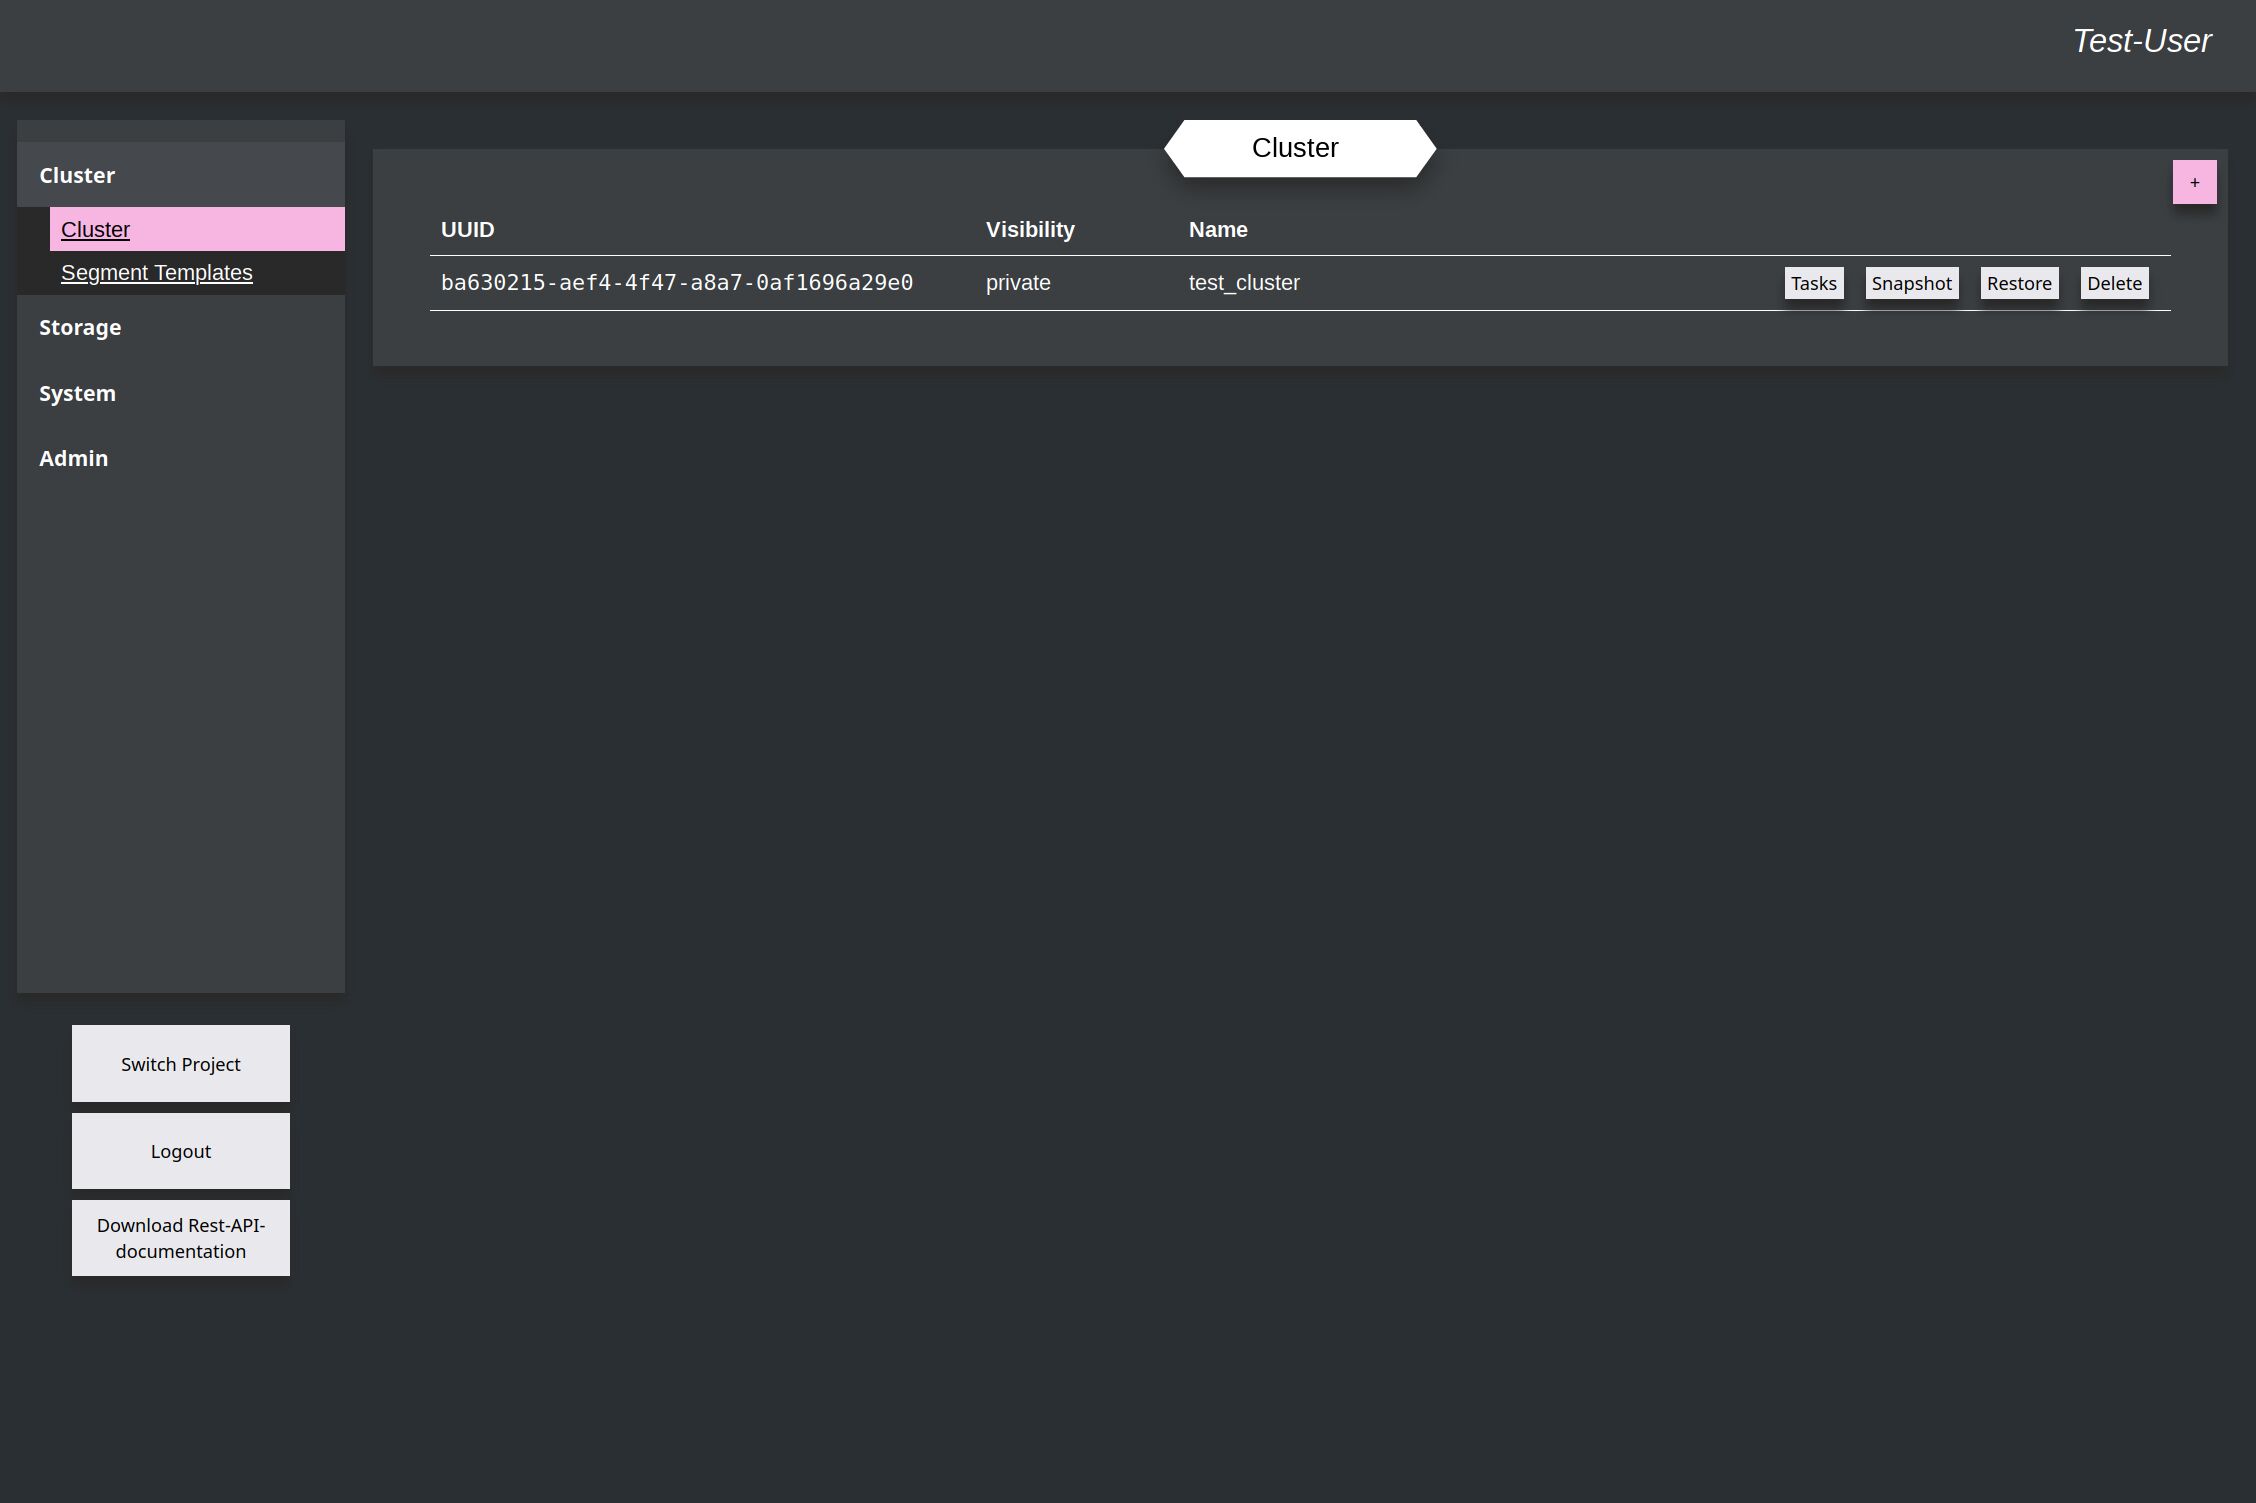 Test-User
Cluster
Cluster
Segment Templates
Storage
System
Admin
Switch Project
Logout
Download Rest-API-
documentation
Cluster
+
UUID Visibility Name
ba630215-aef4-4f47-a8a7-0af1696a29e0 private test_cluster Tasks Snapshot Restore Delete